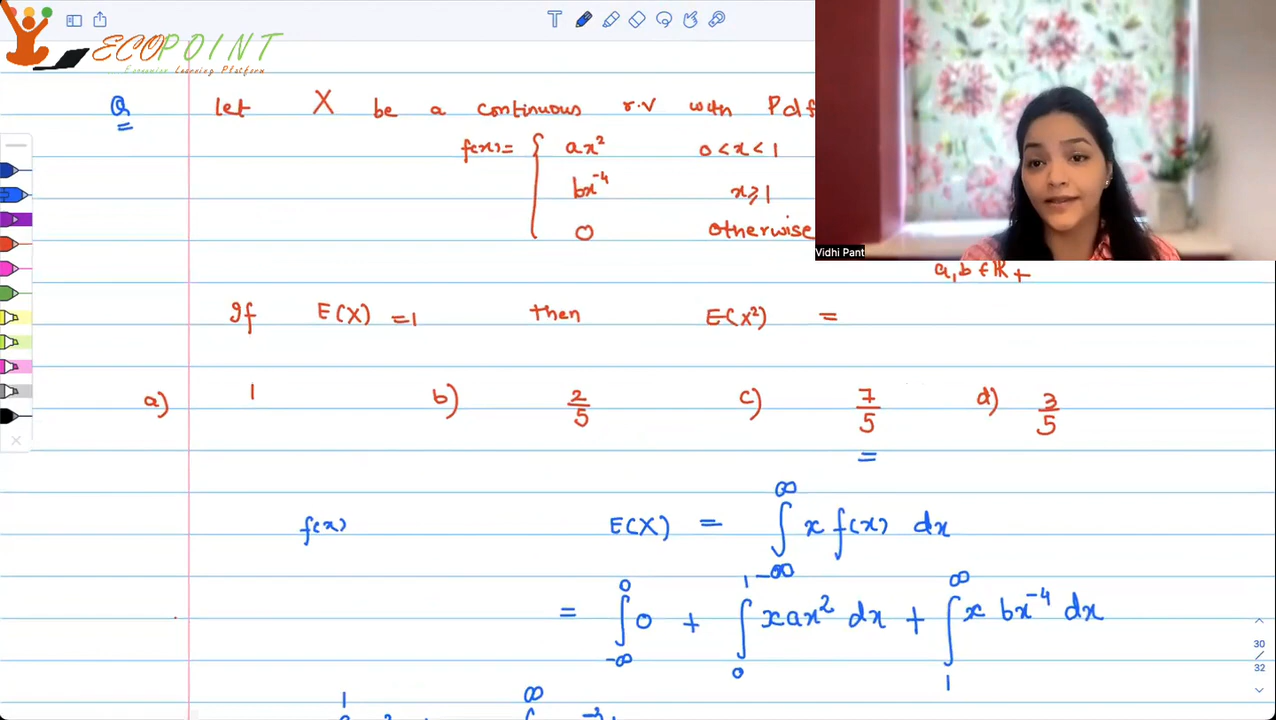 ECOPOINT
Economics Learning Platform
Q let X be a continuous r.v with Pdf
f(x)= { ax² 0<x<1
bx⁻⁴ x≥1
0 otherwise
Vidhi Pant
a, b ∈ ℝ+
If E(X) =1 then E(X²) =
a) 1 b) 2/5 c) 7/5 d) 3/5
f(x) E(X) = ∫_{-∞}^{∞} x f(x) dx
= ∫_{-∞}^{0} 0 + ∫_{0}^{1} x ax² dx + ∫_{1}^{∞} x bx⁻⁴ dx
1 ∞
30
/
32